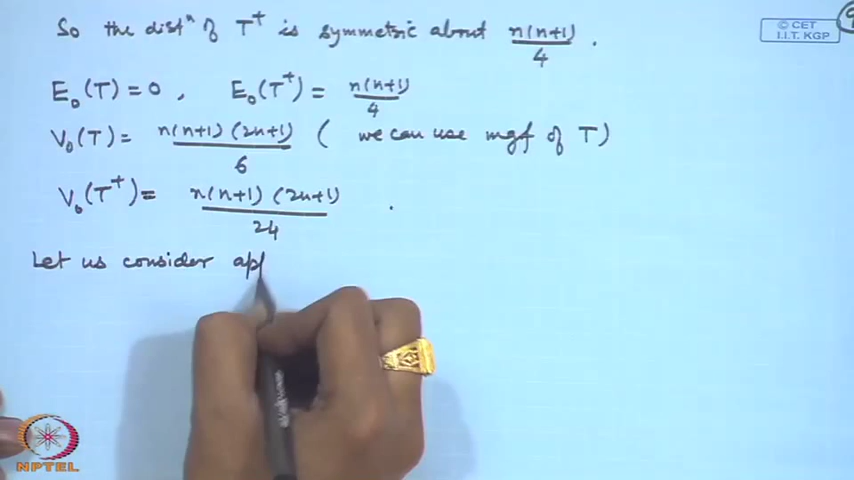 So the distⁿ of T⁺ is symmetric about n(n+1)/4 .
E₀(T) = 0 , E₀(T⁺) = n(n+1)/4
V₀(T) = n(n+1)(2n+1)/6 ( we can use mgf of T)
V₀(T⁺) = n(n+1)(2n+1)/24 .
Let us consider ap
© CET
I.I.T. KGP
NPTEL